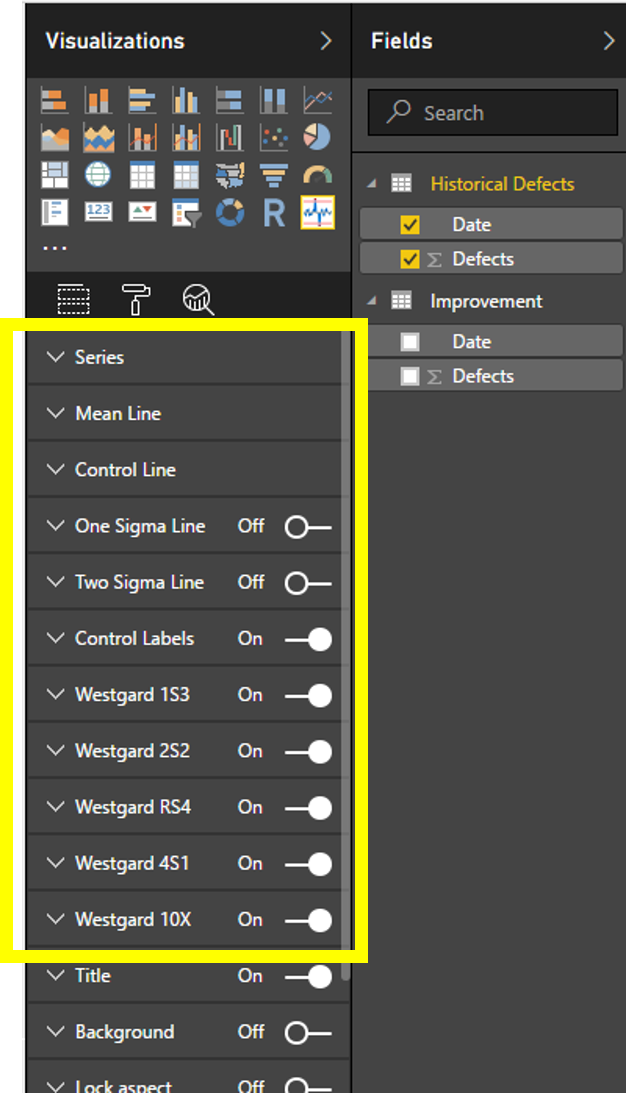 Visualizations
R
123
...
Series
Mean Line
Control Line
One Sigma Line Off
Two Sigma Line Off
Control Labels On
Westgard 1S3 On
Westgard 2S2 On
Westgard RS4 On
Westgard 4S1 On
Westgard 10X On
Title On
Background Off
Lock aspect Off
Fields
Search
Historical Defects
Date
Σ Defects
Improvement
Date
Σ Defects